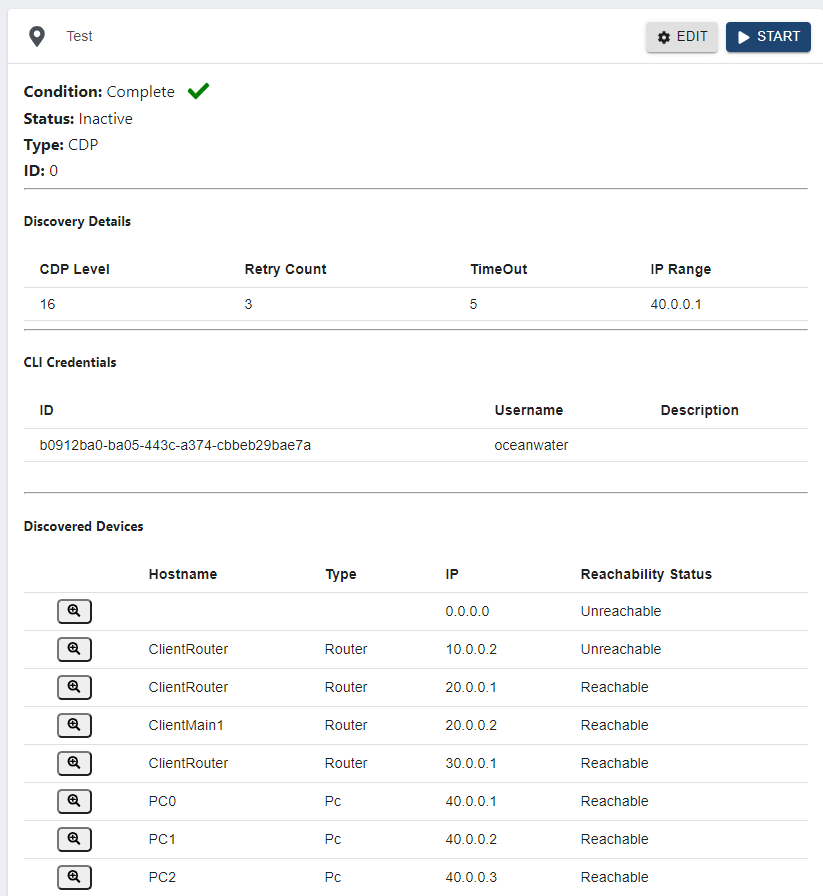 Test EDIT START
Condition: Complete
Status: Inactive
Type: CDP
ID: 0
Discovery Details
CDP Level Retry Count TimeOut IP Range
16 3 5 40.0.0.1
CLI Credentials
ID Username Description
b0912ba0-ba05-443c-a374-cbbeb29bae7a oceanwater
Discovered Devices
Hostname Type IP Reachability Status
0.0.0.0 Unreachable
ClientRouter Router 10.0.0.2 Unreachable
ClientRouter Router 20.0.0.1 Reachable
ClientMain1 Router 20.0.0.2 Reachable
ClientRouter Router 30.0.0.1 Reachable
PC0 Pc 40.0.0.1 Reachable
PC1 Pc 40.0.0.2 Reachable
PC2 Pc 40.0.0.3 Reachable